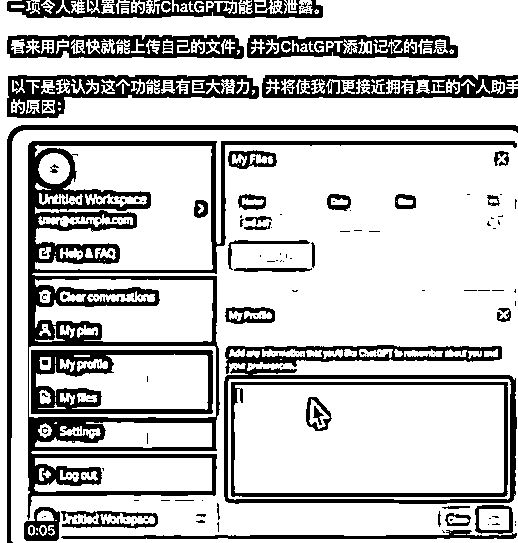 一项令人难以置信的新ChatGPT功能已被泄露。
看来用户很快就能上传自己的文件，并为ChatGPT添加记忆的信息。
以下是我认为这个功能具有巨大潜力，并将使我们更接近拥有真正的个人助手
的原因：
Untitled Workspace
user@example.com
Help & FAQ
Clear conversations
My plan
My profile
My files
Settings
Log out
Untitled Workspace
0:05
My Files
Name Date Size
My Profile
Add any information that you'd like ChatGPT to remember about you and
your preferences.